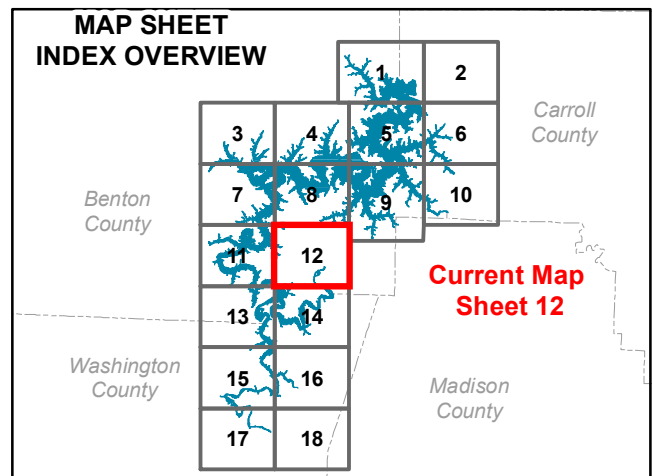 MAP SHEET
INDEX OVERVIEW
1 2
Carroll
County
3 4 5 6
Benton
County
7 8 9 10
11 12
Current Map
Sheet 12
13 14
Washington
County
15 16
Madison
County
17 18